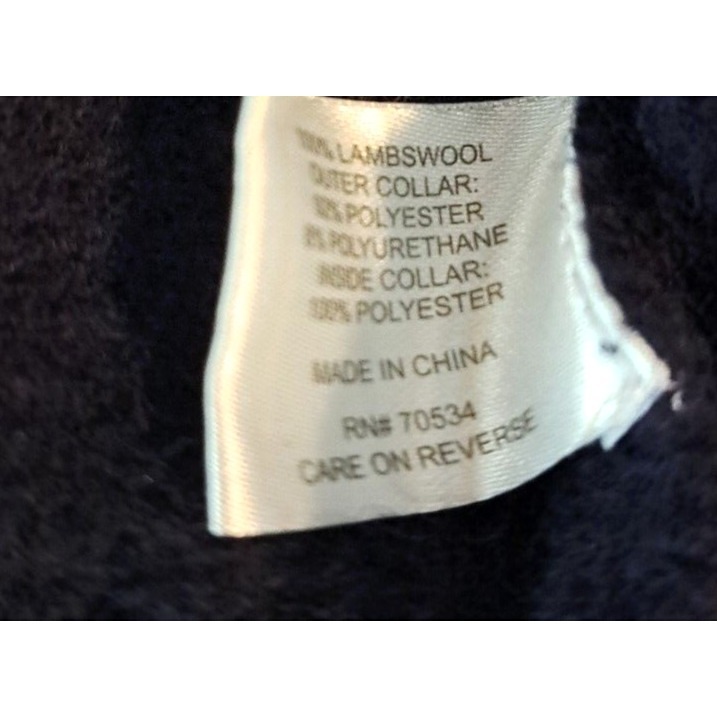 100% LAMBSWOOL
OUTER COLLAR:
POLYESTER
POLYURETHANE
INSIDE COLLAR:
100% POLYESTER
MADE IN CHINA
RN# 70534
CARE ON REVERSE